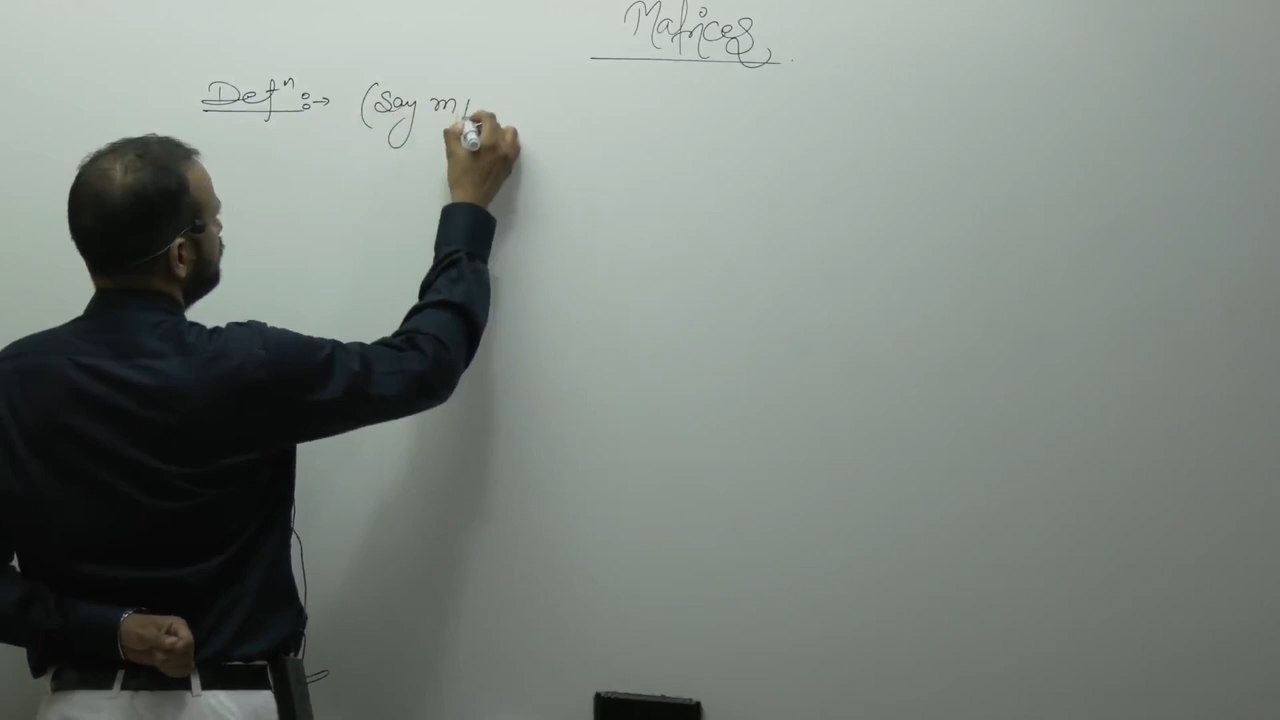 Matrices
Defⁿ :→ (Say m